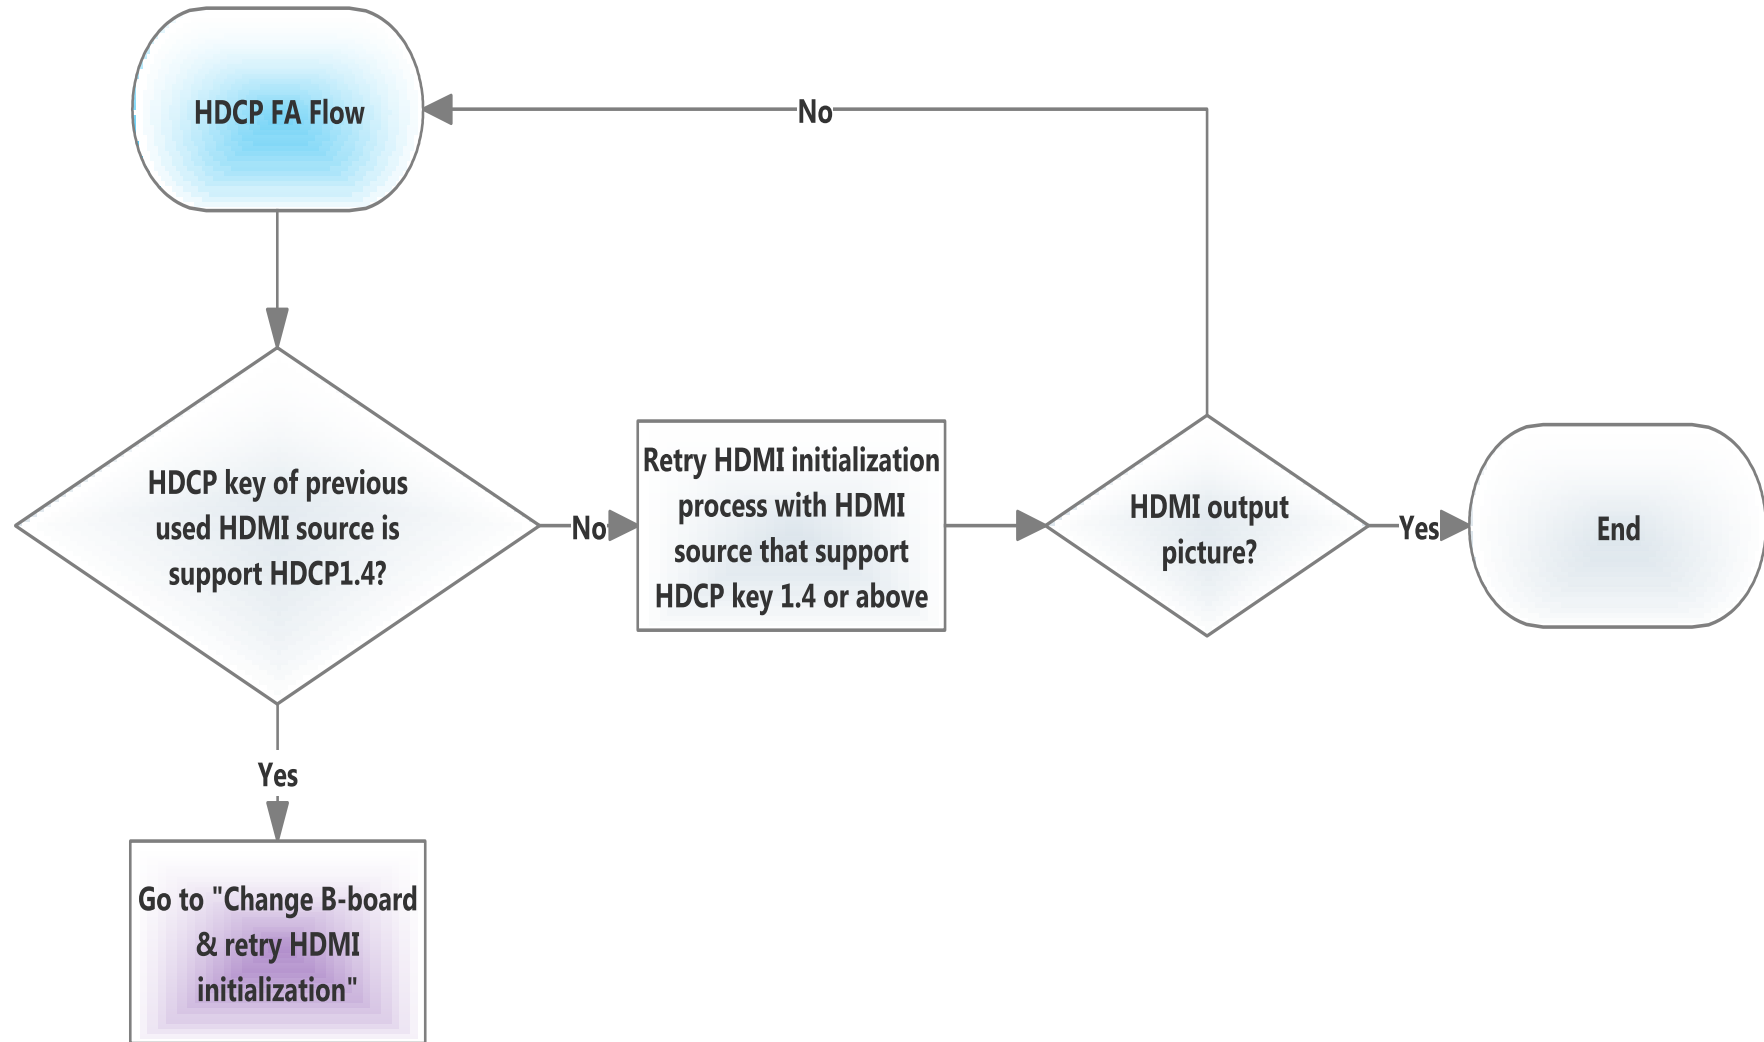 HDCP FA Flow
No
HDCP key of previous
used HDMI source is
support HDCP1.4?
No
Retry HDMI initialization
process with HDMI
source that support
HDCP key 1.4 or above
HDMI output
picture?
Yes
End
Yes
Go to "Change B-board
& retry HDMI
initialization"